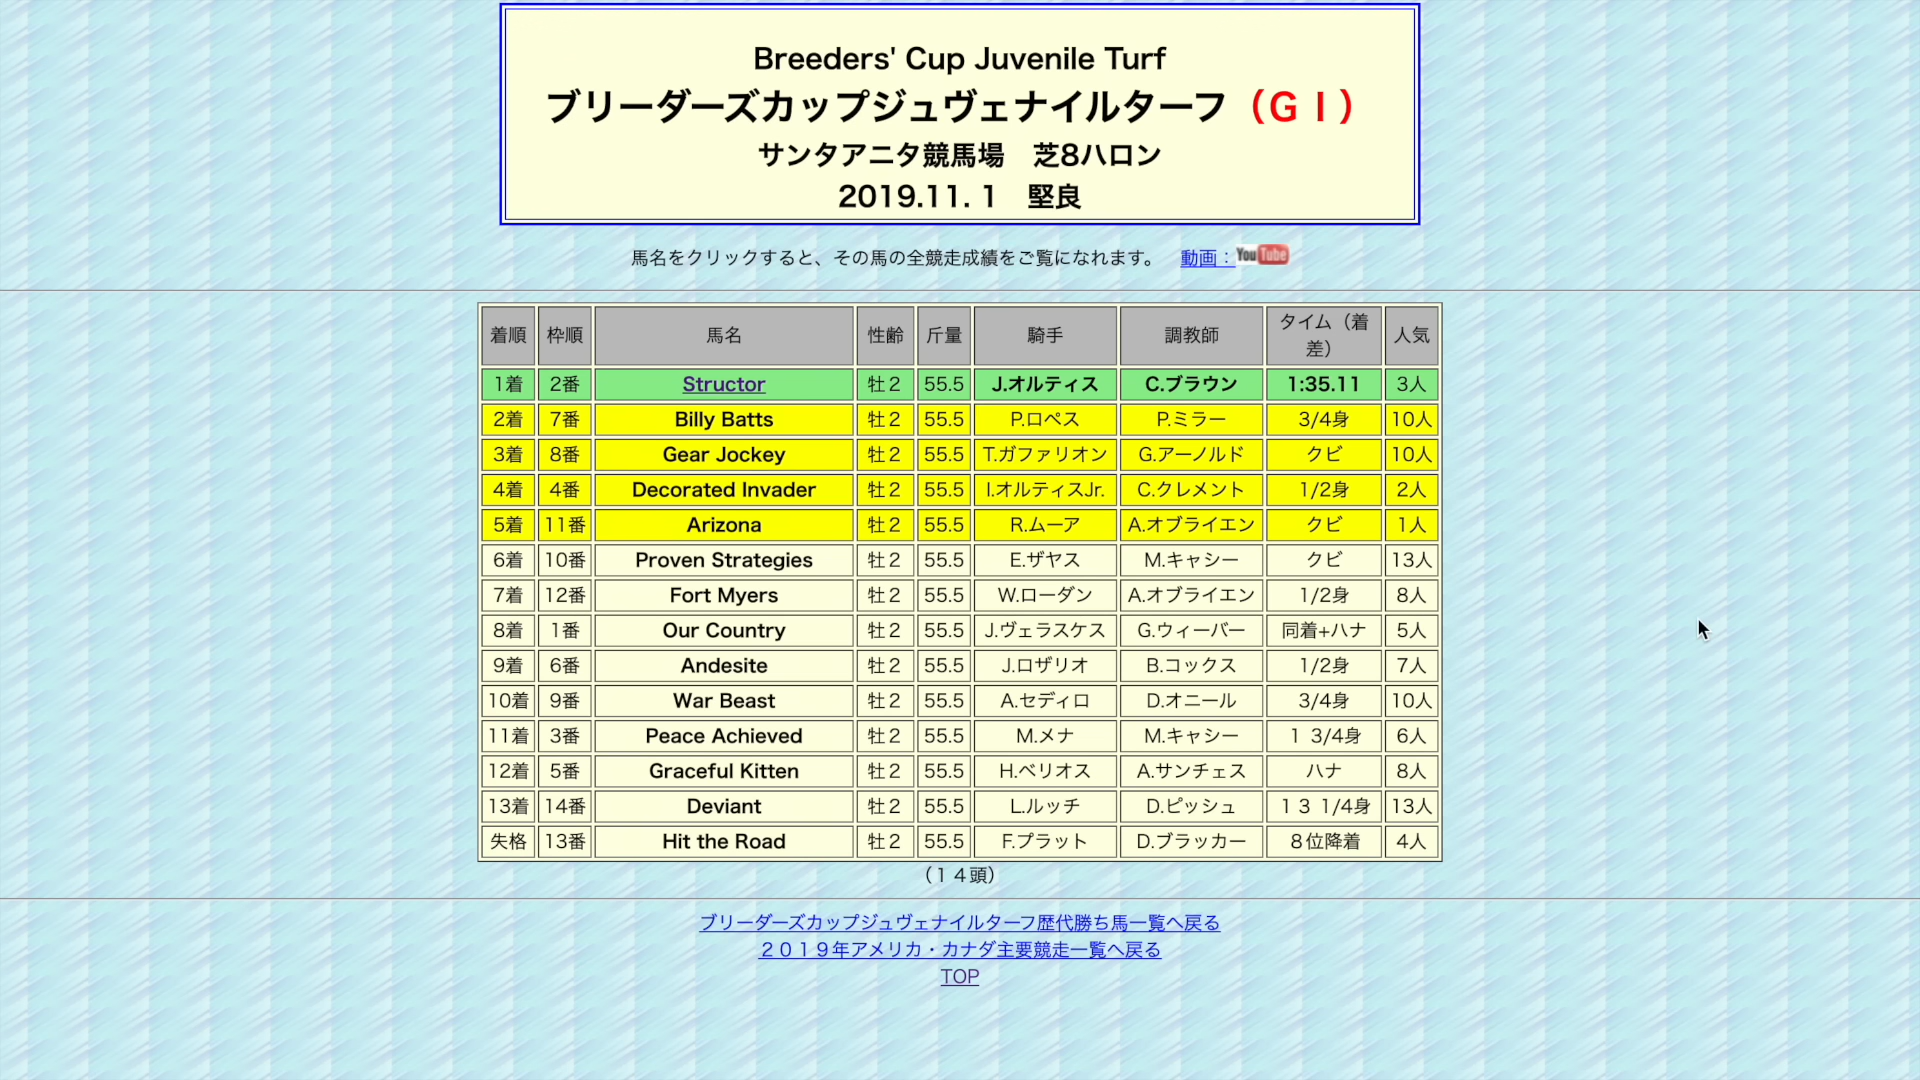 Breeders' Cup Juvenile Turf
ブリーダーズカップジュヴェナイルターフ（ＧⅠ）
サンタアニタ競馬場　芝8ハロン
2019.11. 1　堅良
馬名をクリックすると、その馬の全競走成績をご覧になれます。　動画：YouTube
着順 枠順 馬名 性齢 斤量 騎手 調教師 タイム（着差） 人気
1着 2番 Structor 牡２ 55.5 J.オルティス C.ブラウン 1:35.11 3人
2着 7番 Billy Batts 牡２ 55.5 P.ロペス P.ミラー 3/4身 10人
3着 8番 Gear Jockey 牡２ 55.5 T.ガファリオン G.アーノルド クビ 10人
4着 4番 Decorated Invader 牡２ 55.5 I.オルティスJr. C.クレメント 1/2身 2人
5着 11番 Arizona 牡２ 55.5 R.ムーア A.オブライエン クビ 1人
6着 10番 Proven Strategies 牡２ 55.5 E.ザヤス M.キャシー クビ 13人
7着 12番 Fort Myers 牡２ 55.5 W.ローダン A.オブライエン 1/2身 8人
8着 1番 Our Country 牡２ 55.5 J.ヴェラスケス G.ウィーバー 同着+ハナ 5人
9着 6番 Andesite 牡２ 55.5 J.ロザリオ B.コックス 1/2身 7人
10着 9番 War Beast 牡２ 55.5 A.セディロ D.オニール 3/4身 10人
11着 3番 Peace Achieved 牡２ 55.5 M.メナ M.キャシー １ 3/4身 6人
12着 5番 Graceful Kitten 牡２ 55.5 H.ベリオス A.サンチェス ハナ 8人
13着 14番 Deviant 牡２ 55.5 L.ルッチ D.ピッシュ １３ 1/4身 13人
失格 13番 Hit the Road 牡２ 55.5 F.プラット D.ブラッカー ８位降着 4人
（１４頭）
ブリーダーズカップジュヴェナイルターフ歴代勝ち馬一覧へ戻る
２０１９年アメリカ・カナダ主要競走一覧へ戻る
TOP